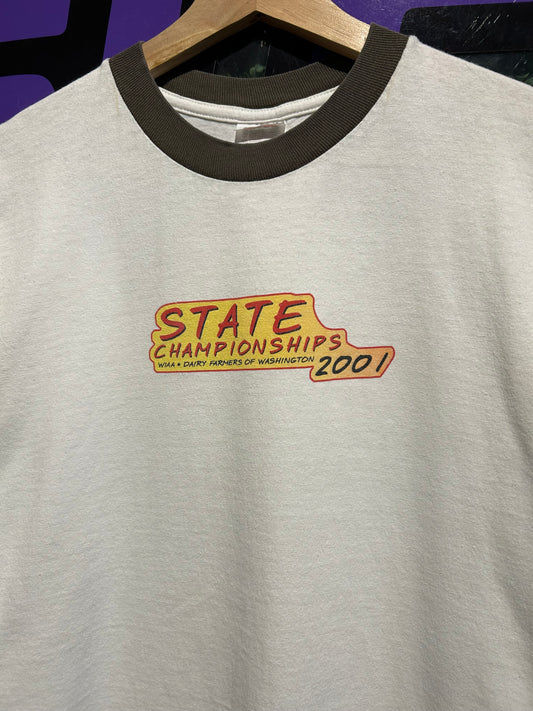 STATE
CHAMPIONSHIPS
WIAA • DAIRY FARMERS OF WASHINGTON
2001